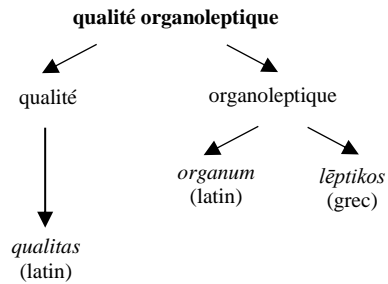 qualité organoleptique
qualité
organoleptique
organum
(latin)
lēptikos
(grec)
qualitas
(latin)